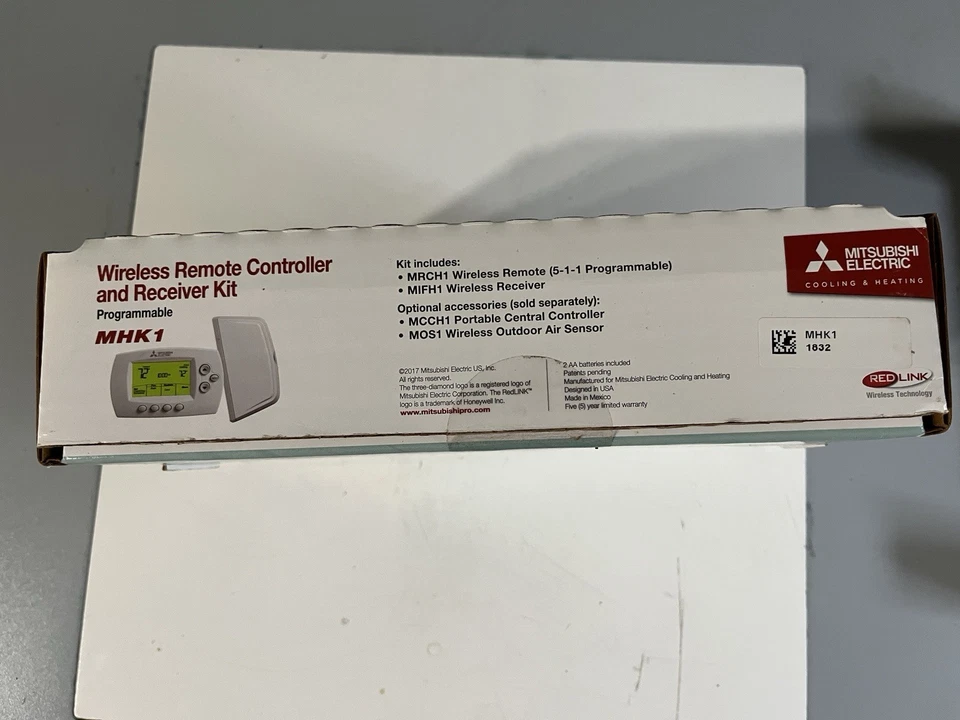 Wireless Remote Controller
and Receiver Kit
Programmable
MHK1
Kit includes:
• MRCH1 Wireless Remote (5-1-1 Programmable)
• MIFH1 Wireless Receiver
Optional accessories (sold separately):
• MCCH1 Portable Central Controller
• MOS1 Wireless Outdoor Air Sensor
©2017 Mitsubishi Electric US, Inc.
All rights reserved.
The three-diamond logo is a registered logo of
Mitsubishi Electric Corporation. The RedLINK™
logo is a trademark of Honeywell Inc.
www.mitsubishipro.com
2 AA batteries included
Patents pending
Manufactured for Mitsubishi Electric Cooling and Heating
Designed in USA
Made in Mexico
Five (5) year limited warranty
MITSUBISHI
ELECTRIC
COOLING & HEATING
MHK1
1832
REDLINK
Wireless Technology